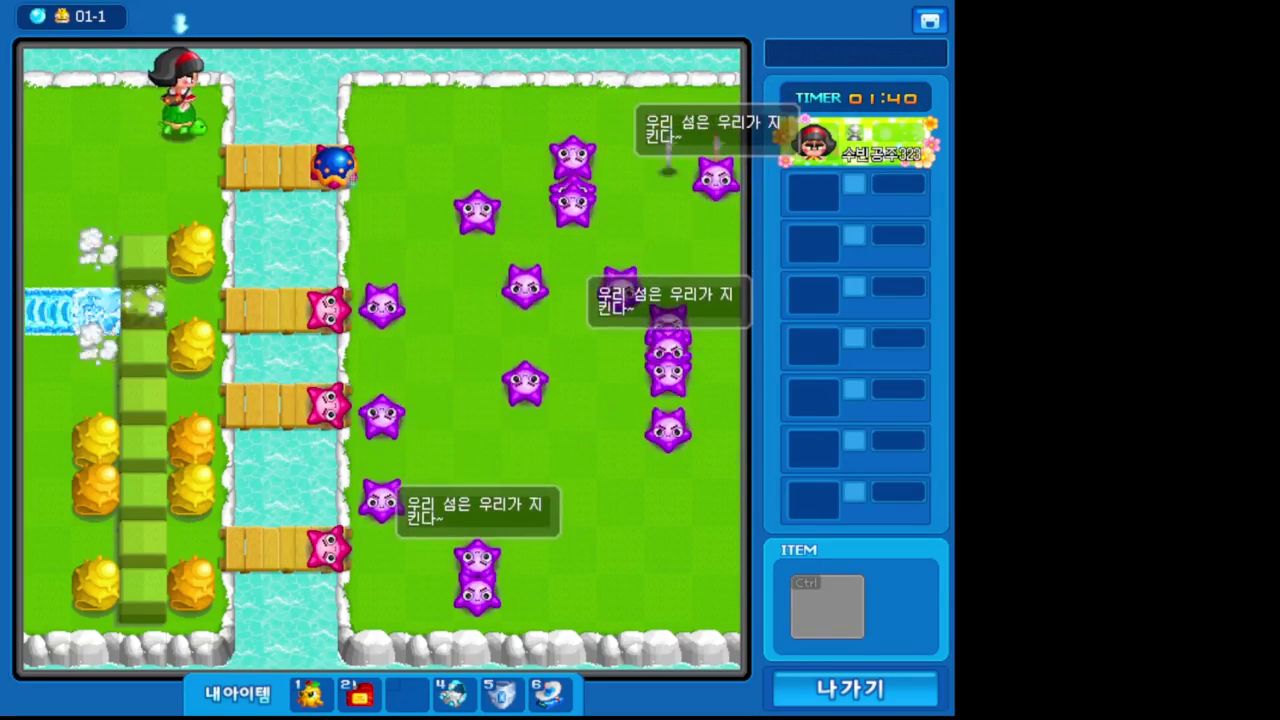 01-1
TIMER 01:40
우리 섬은 우리가 지
킨다~
수빈공주323
우리 섬은 우리가 지
킨다~
우리 섬은 우리가 지
킨다~
ITEM
Ctrl
내아이템
1
2
4
5
6
나가기